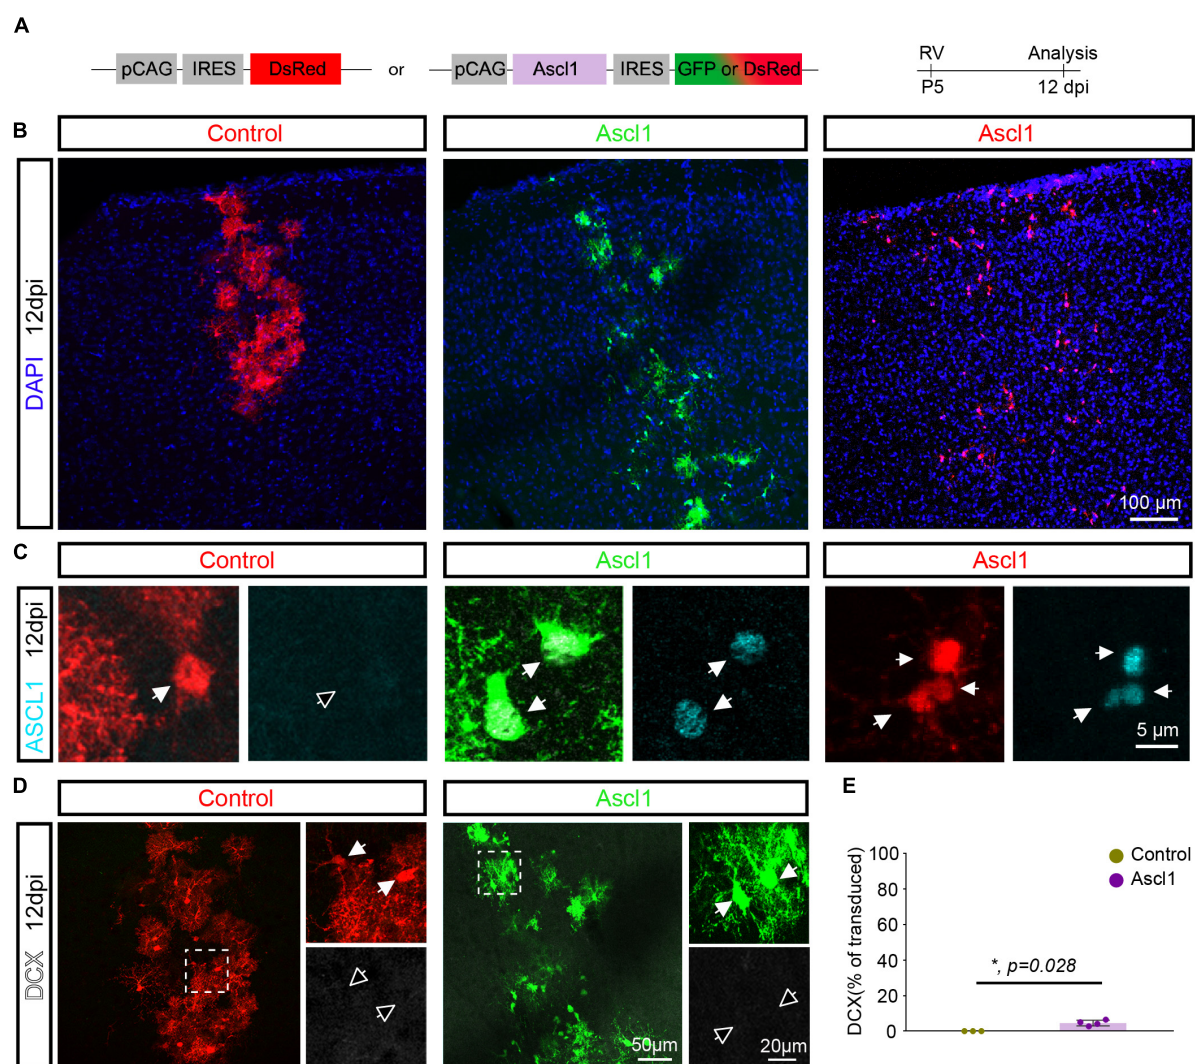 A
pCAG IRES DsRed or pCAG Ascl1 IRES GFP or DsRed
RV Analysis
P5 12 dpi
B
Control Ascl1 Ascl1
DAPI 12dpi
100 µm
C
Control Ascl1 Ascl1
ASCL1 12dpi
5 µm
D
Control Ascl1
DCX 12dpi
50µm 20µm
E
DCX(% of transduced)
100
80
60
40
20
0
Control
Ascl1
*, p=0.028